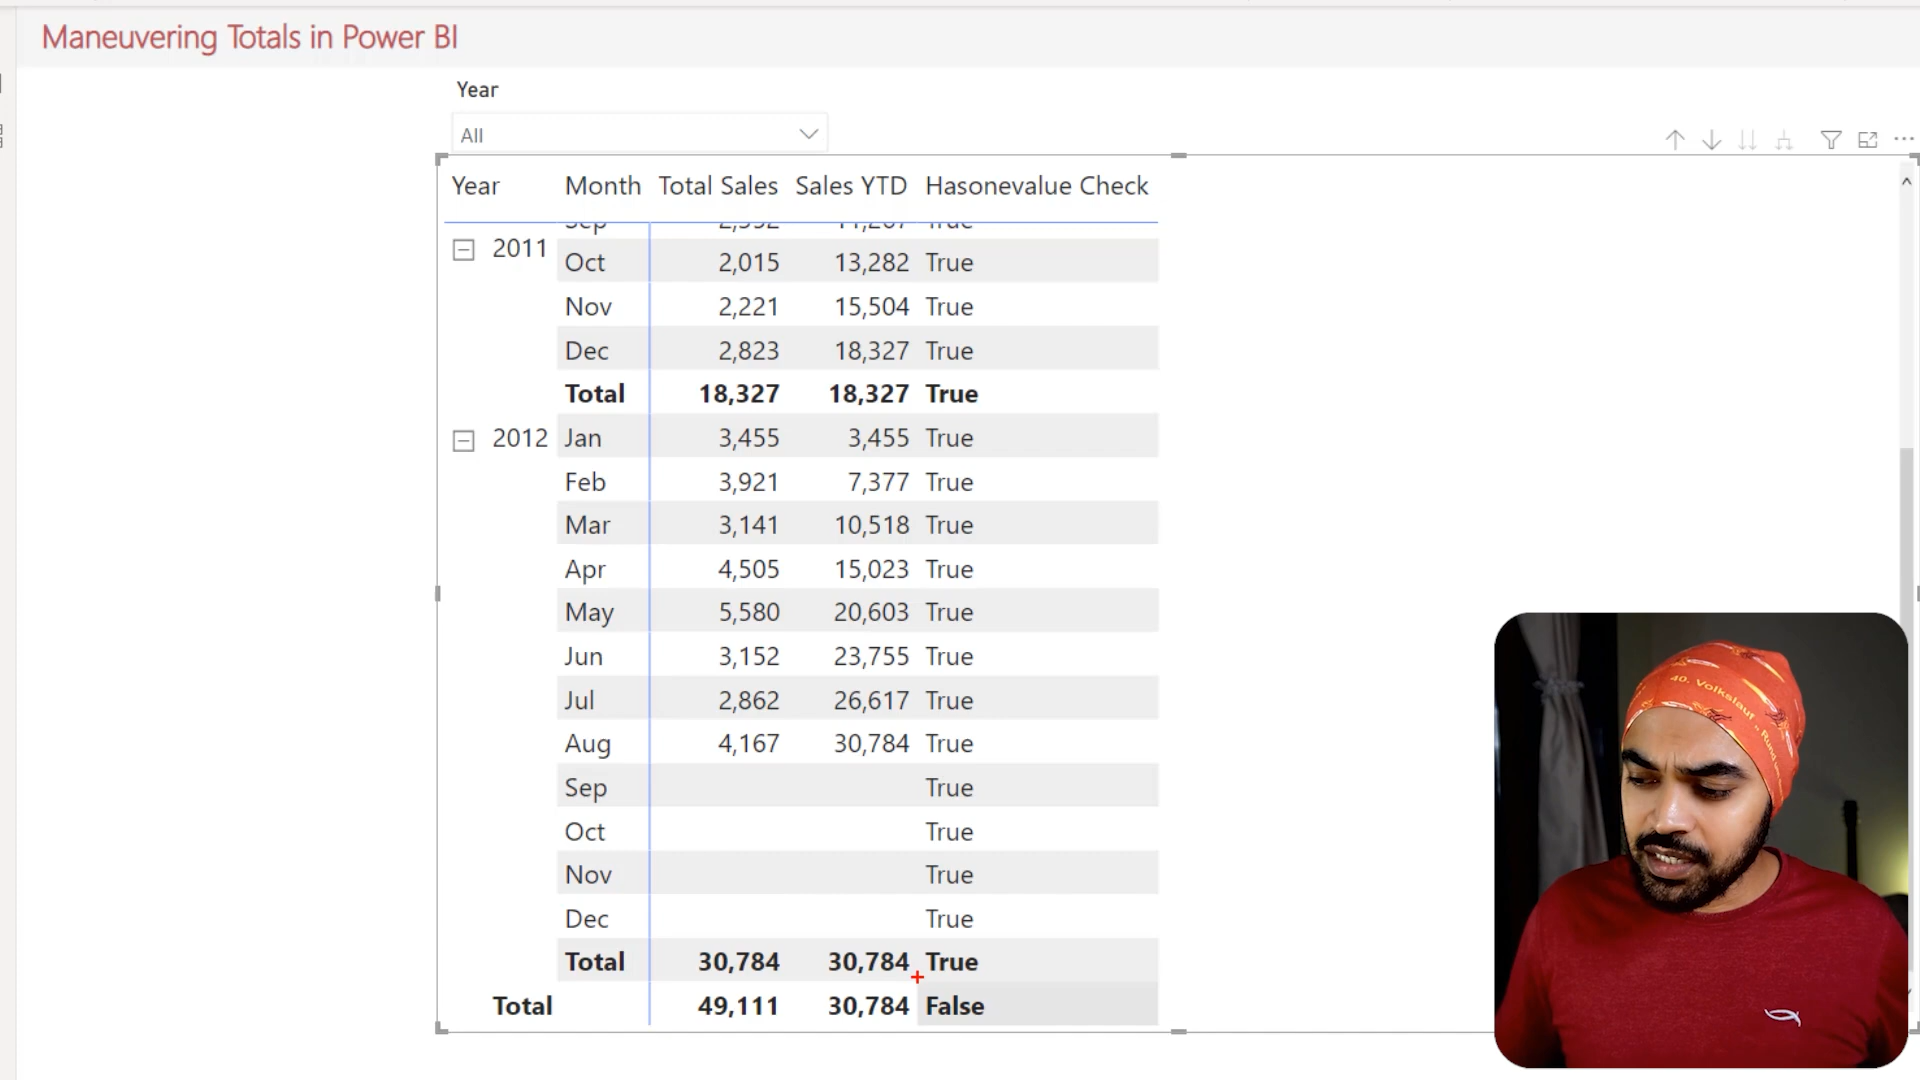 Maneuvering Totals in Power BI
Year
All
Year Month Total Sales Sales YTD Hasonevalue Check
2011
Oct 2,015 13,282 True
Nov 2,221 15,504 True
Dec 2,823 18,327 True
Total 18,327 18,327 True
2012 Jan 3,455 3,455 True
Feb 3,921 7,377 True
Mar 3,141 10,518 True
Apr 4,505 15,023 True
May 5,580 20,603 True
Jun 3,152 23,755 True
Jul 2,862 26,617 True
Aug 4,167 30,784 True
Sep True
Oct True
Nov True
Dec True
Total 30,784 30,784 True
Total 49,111 30,784 False
40. Volkslauf